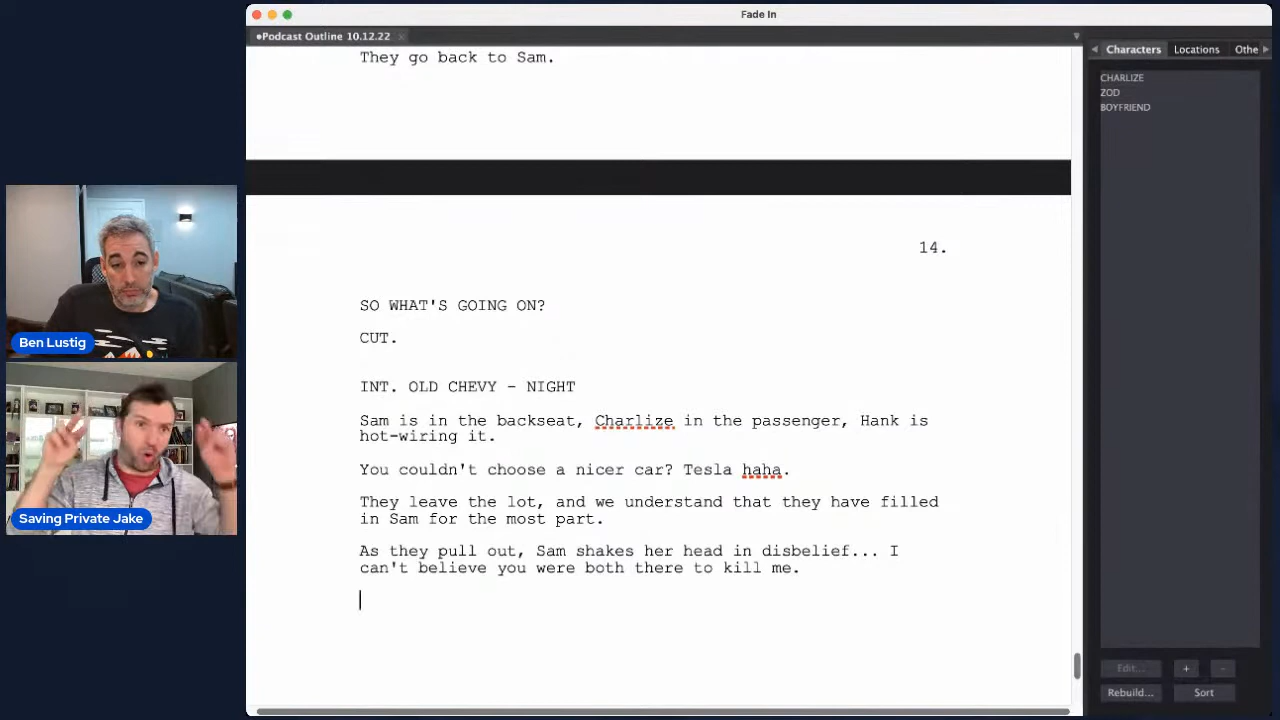 Fade In
•Podcast Outline 10.12.22
Characters
Locations
Othe
CHARLIZE
ZOD
BOYFRIEND
They go back to Sam.
14.
SO WHAT'S GOING ON?
CUT.
INT. OLD CHEVY - NIGHT
Sam is in the backseat, Charlize in the passenger, Hank is
hot-wiring it.
You couldn't choose a nicer car? Tesla haha.
They leave the lot, and we understand that they have filled
in Sam for the most part.
As they pull out, Sam shakes her head in disbelief... I
can't believe you were both there to kill me.
Ben Lustig
Saving Private Jake
Edit...
+
-
Rebuild...
Sort